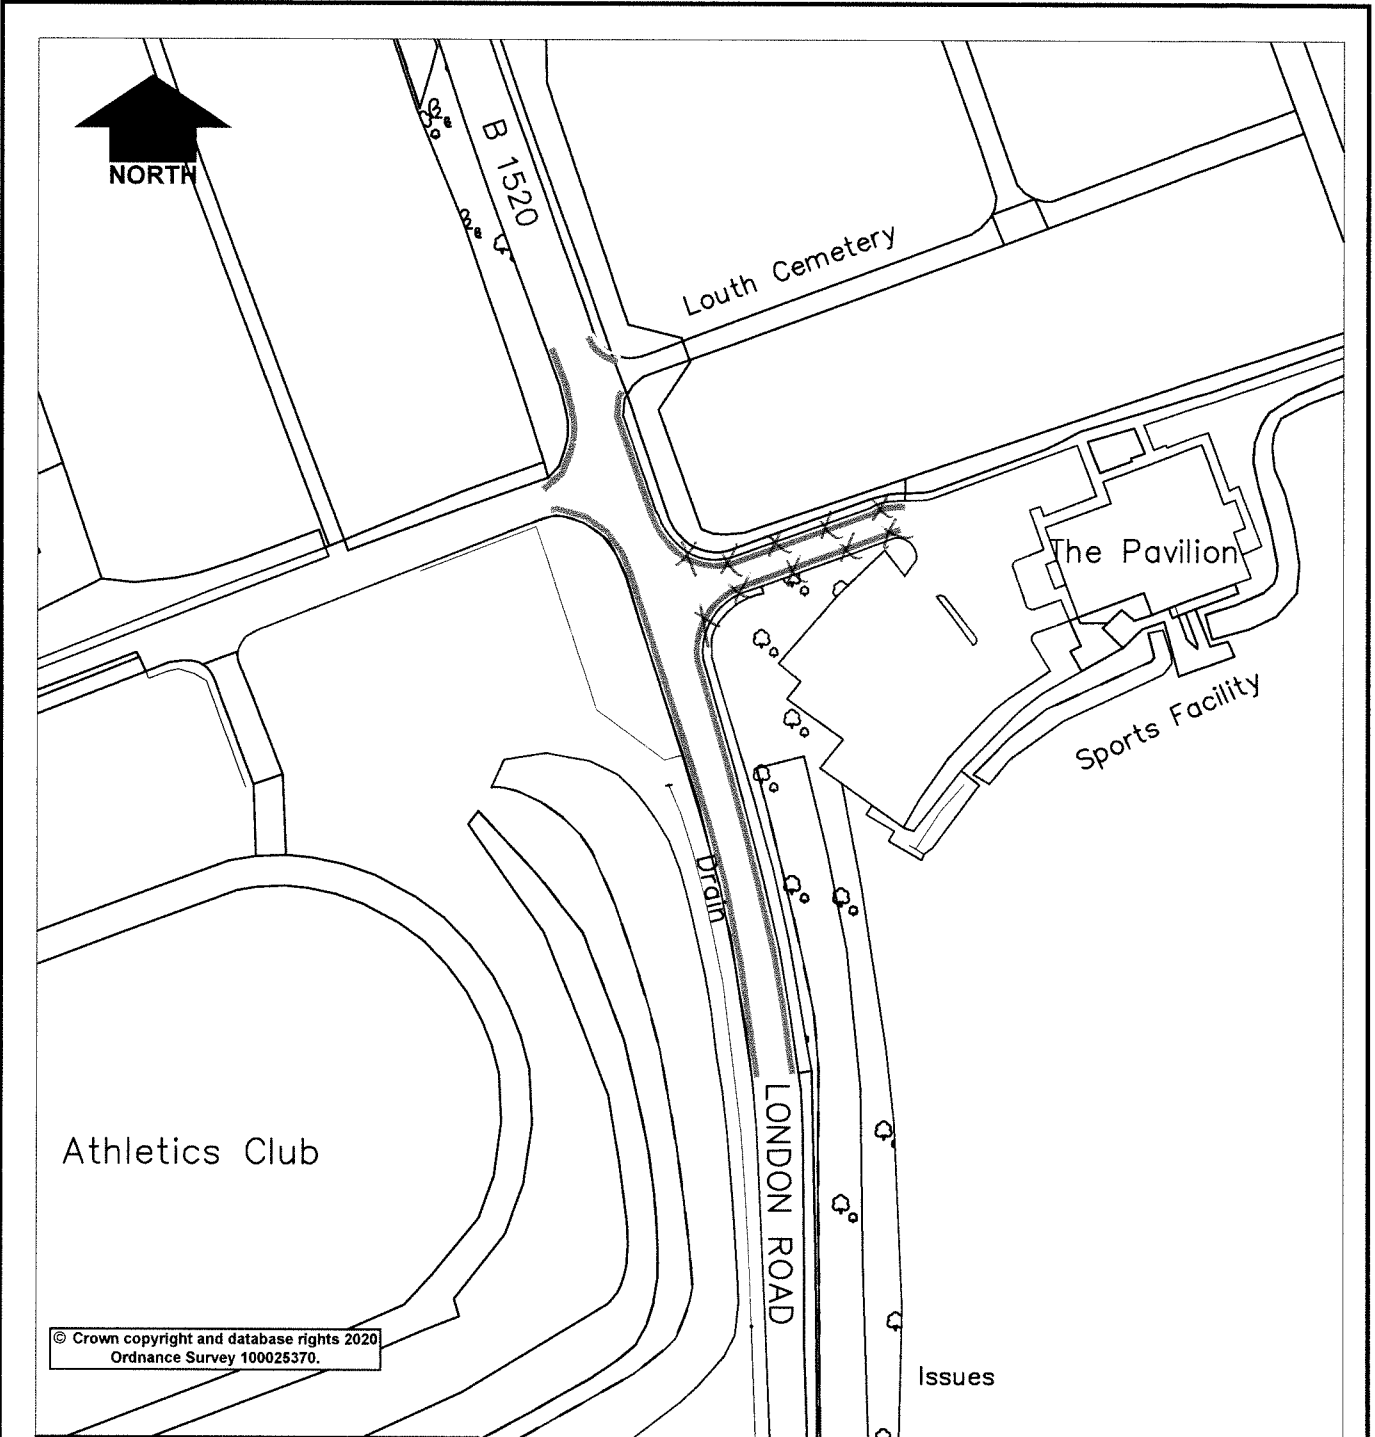 NORTH
B 1520
Louth Cemetery
The Pavilion
Sports Facility
Drain
LONDON ROAD
Athletics Club
© Crown copyright and database rights 2020
Ordnance Survey 100025370.
Issues